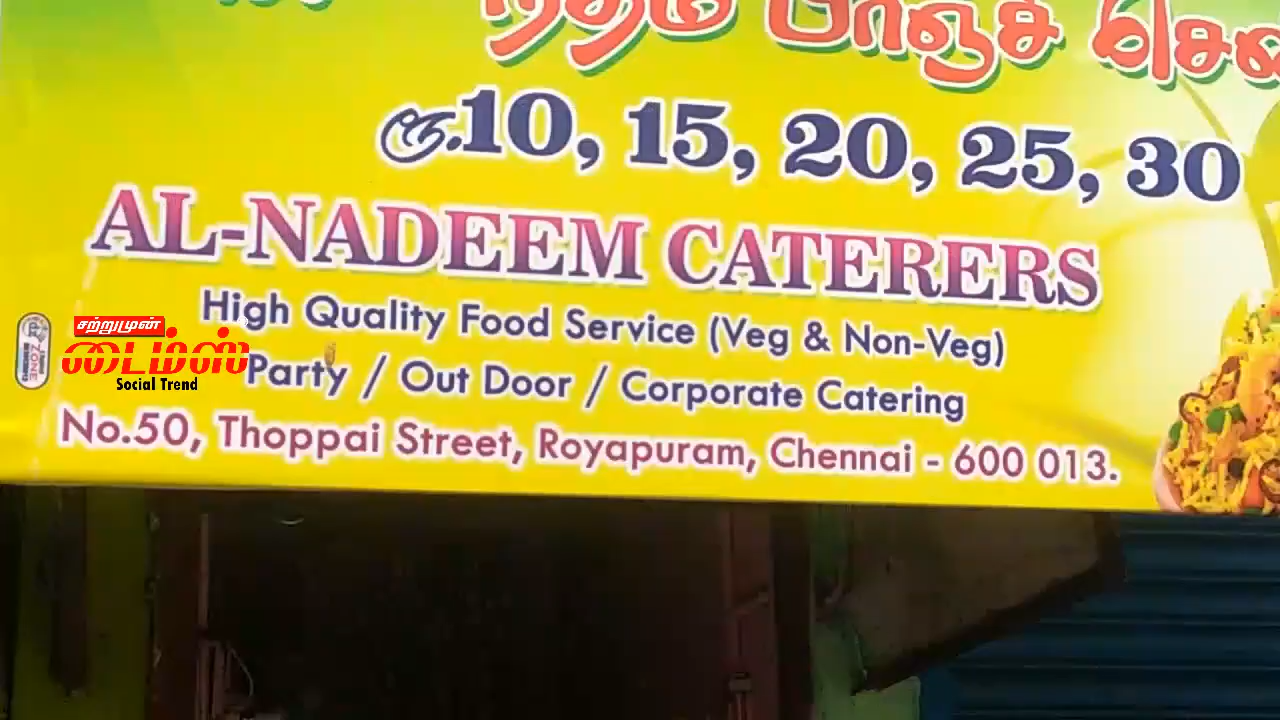 பாஞ்ச
ரூ.10, 15, 20, 25, 30
AL-NADEEM CATERERS
High Quality Food Service (Veg & Non-Veg)
Party / Out Door / Corporate Catering
No.50, Thoppai Street, Royapuram, Chennai - 600 013.
சற்றுமுன்
டைம்ஸ்
Social Trend